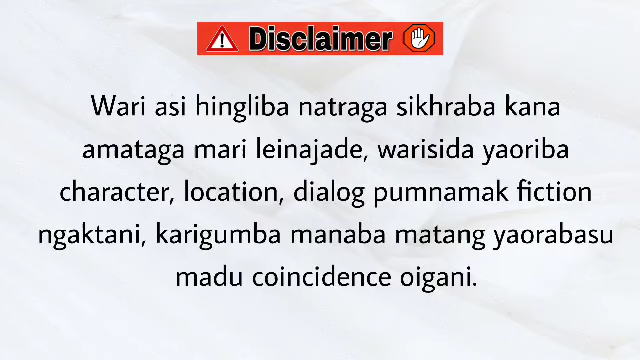 Disclaimer
Wari asi hingliba natraga sikhraba kana
amataga mari leinajade, warisida yaoriba
character, location, dialog pumnamak fiction
ngaktani, karigumba manaba matang yaorabasu
madu coincidence oigani.